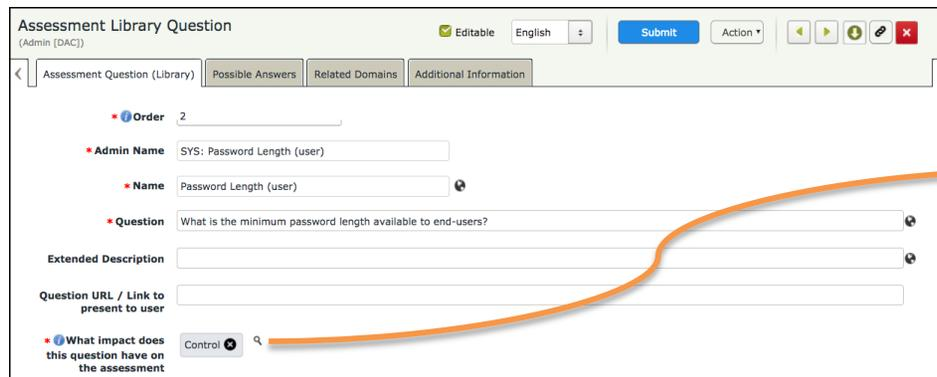 Assessment Library Question
(Admin [DAC])
Editable English Submit Action
Assessment Question (Library) Possible Answers Related Domains Additional Information
* Order 2
* Admin Name SYS: Password Length (user)
* Name Password Length (user)
* Question What is the minimum password length available to end-users?
Extended Description
Question URL / Link to
present to user
* What impact does
this question have on
the assessment
Control